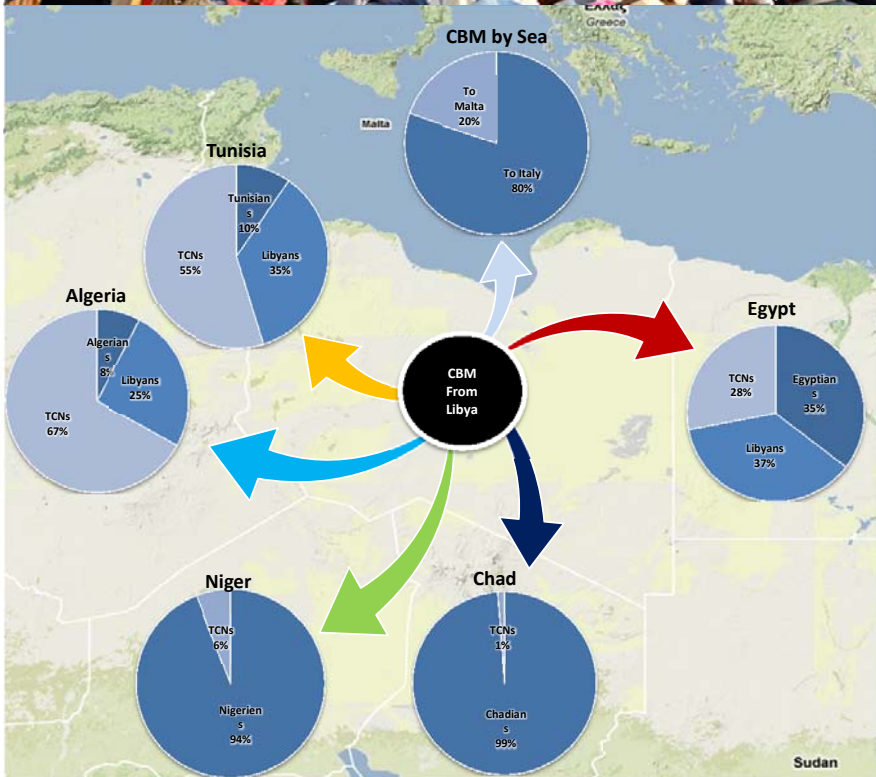 Ελλάς
Greece
CBM by Sea
To
Malta
20%
Malta
To Italy
80%
Tunisia
Tunisian
s
10%
TCNs
55%
Libyans
35%
Algeria
Algerian
s
8%
Libyans
25%
TCNs
67%
Egypt
TCNs
28%
Egyptian
s
35%
Libyans
37%
CBM
From
Libya
Niger
TCNs
6%
Nigerien
s
94%
Chad
TCNs
1%
Chadian
s
99%
Sudan